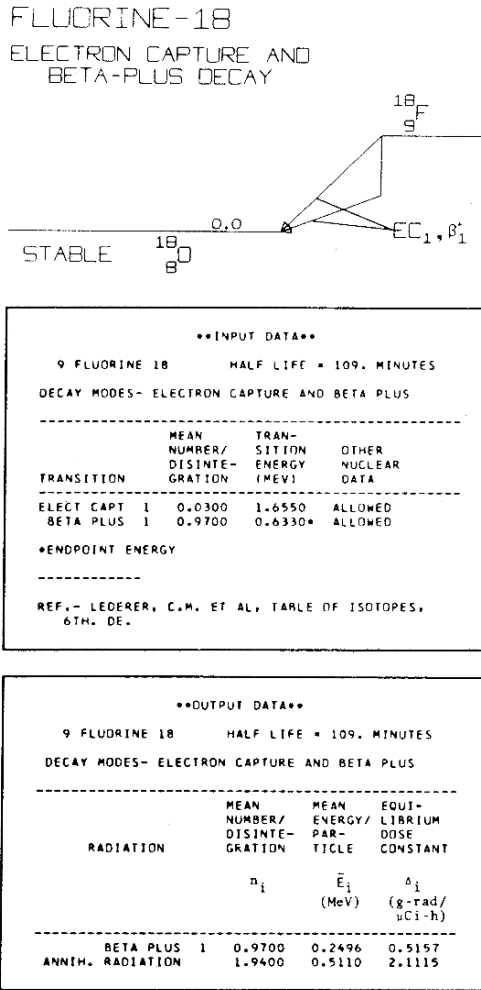 FLUORINE-18
ELECTRON CAPTURE AND
BETA-PLUS DECAY
18
9 F
0.0
EC1, β+1
STABLE
18
8 O
**INPUT DATA**
9 FLUORINE 18 HALF LIFE = 109. MINUTES
DECAY MODES- ELECTRON CAPTURE AND BETA PLUS
MEAN TRAN-
NUMBER/ SITION OTHER
DISINTE- ENERGY NUCLEAR
TRANSITION GRATION (MEV) DATA
ELECT CAPT 1 0.0300 1.6550 ALLOWED
BETA PLUS 1 0.9700 0.6330* ALLOWED
*ENDPOINT ENERGY
REF.- LEDERER, C.M. ET AL, TABLE OF ISOTOPES,
6TH. DE.
**OUTPUT DATA**
9 FLUORINE 18 HALF LIFE = 109. MINUTES
DECAY MODES- ELECTRON CAPTURE AND BETA PLUS
MEAN MEAN EQUI-
NUMBER/ ENERGY/ LIBRIUM
DISINTE- PAR- DOSE
RADIATION GRATION TICLE CONSTANT
ni Ēi Δi
(MeV) (g-rad/
μCi-h)
BETA PLUS 1 0.9700 0.2496 0.5157
ANNIH. RADIATION 1.9400 0.5110 2.1115